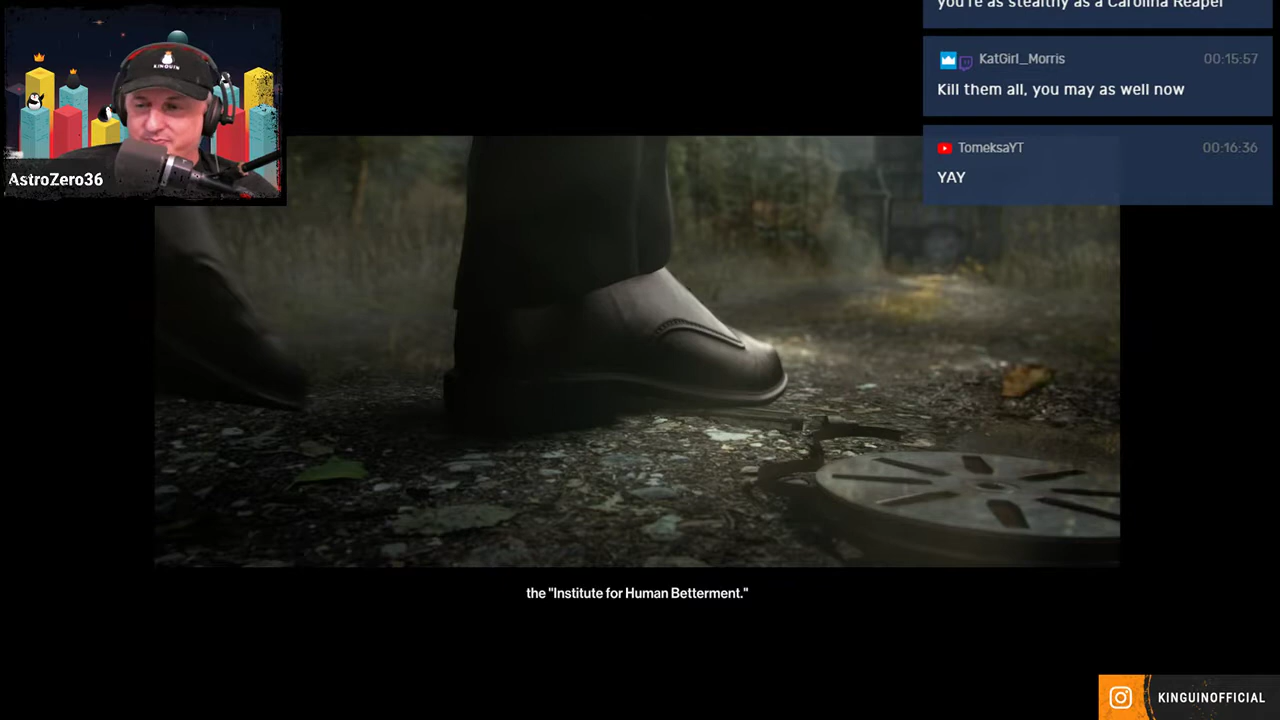 you're as stealthy as a Carolina Reaper
KatGirl_Morris 00:15:57
Kill them all, you may as well now
TomeksaYT 00:16:36
YAY
KINGUIN
AstroZero36
the "Institute for Human Betterment."
KINGUINOFFICIAL